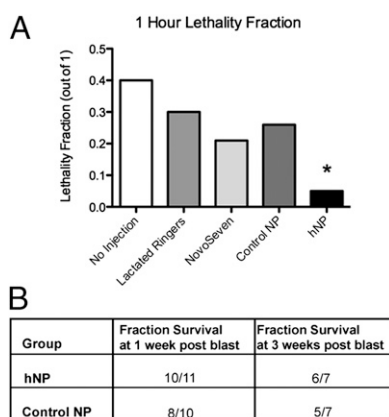 A
1 Hour Lethality Fraction
Lethality Fraction (out of 1)
0.5
0.4
0.3
0.2
0.1
0.0
No Injection
Lactated Ringers
NovoSeven
Control NP
hNP
*
B
Group
Fraction Survival
at 1 week post blast
Fraction Survival
at 3 weeks post blast
hNP
10/11
6/7
Control NP
8/10
5/7